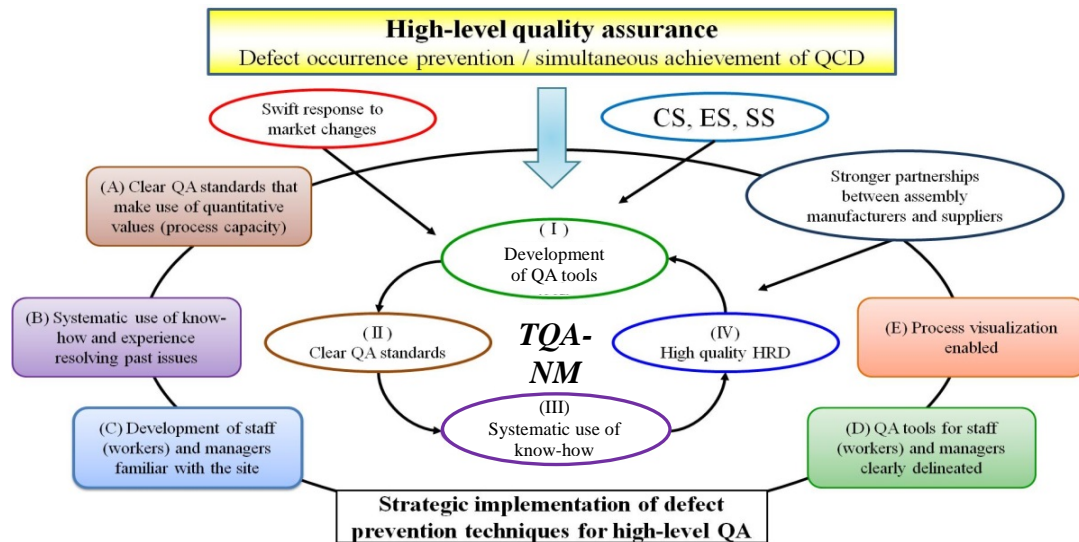 High-level quality assurance
Defect occurrence prevention / simultaneous achievement of QCD
Swift response to
market changes
CS, ES, SS
(A) Clear QA standards that
make use of quantitative
values (process capacity)
Stronger partnerships
between assembly
manufacturers and suppliers
( I )
Development
of QA tools
(B) Systematic use of know-
how and experience
resolving past issues
(II )
Clear QA standards
TQA-
NM
(IV)
High quality HRD
(E) Process visualization
enabled
(III)
Systematic use of
know-how
(C) Development of staff
(workers) and managers
familiar with the site
(D) QA tools for staff
(workers) and managers
clearly delineated
Strategic implementation of defect
prevention techniques for high-level QA